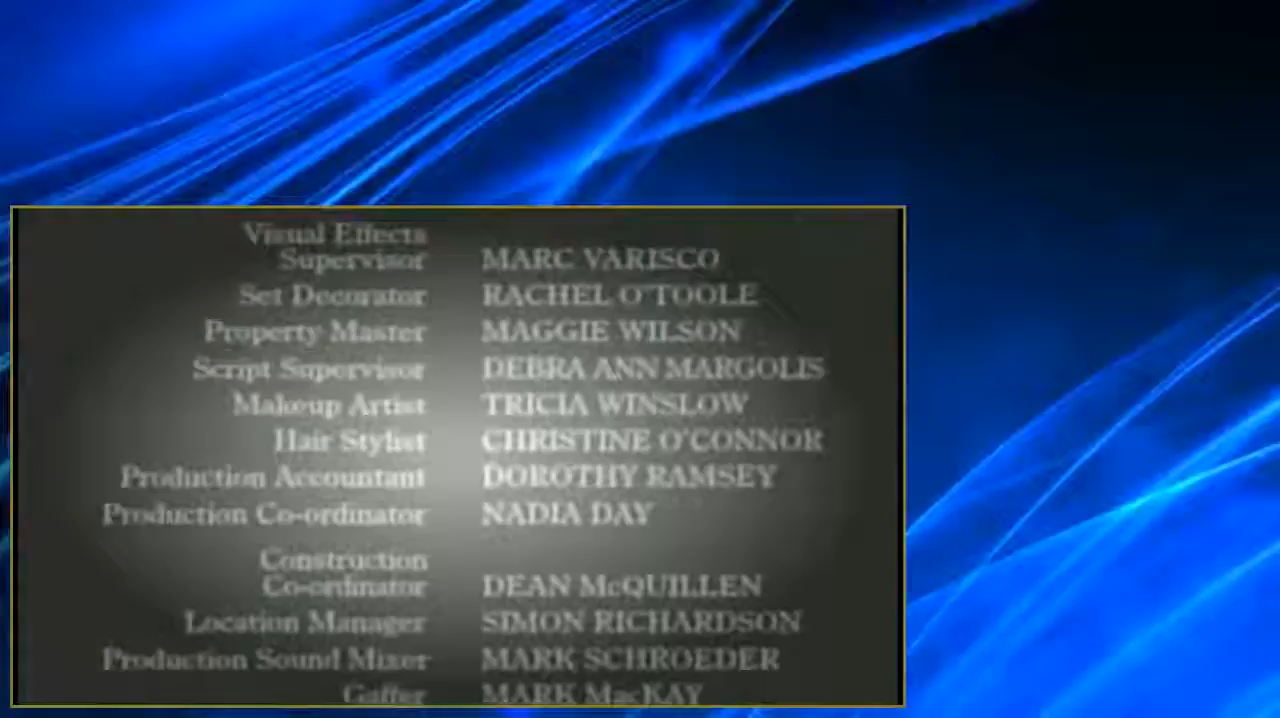 Visual Effects
Supervisor MARC VARISCO
Set Decorator RACHEL O'TOOLE
Property Master MAGGIE WILSON
Script Supervisor DEBRA ANN MARGOLIS
Makeup Artist TRICIA WINSLOW
Hair Stylist CHRISTINE O'CONNOR
Production Accountant DOROTHY RAMSEY
Production Co-ordinator NADIA DAY
Construction
Co-ordinator DEAN McQUILLEN
Location Manager SIMON RICHARDSON
Production Sound Mixer MARK SCHROEDER
Gaffer MARK MacKAY